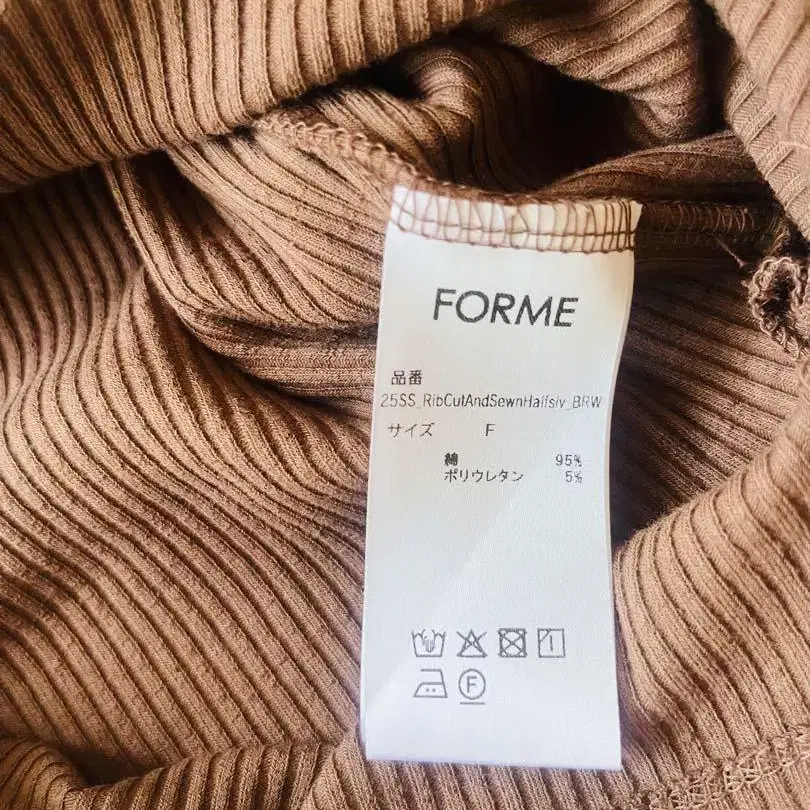 FORME
品番
25SS_RibCutAndSewnHalfslv_BRW
サイズ F
綿 95%
ポリウレタン 5%
F